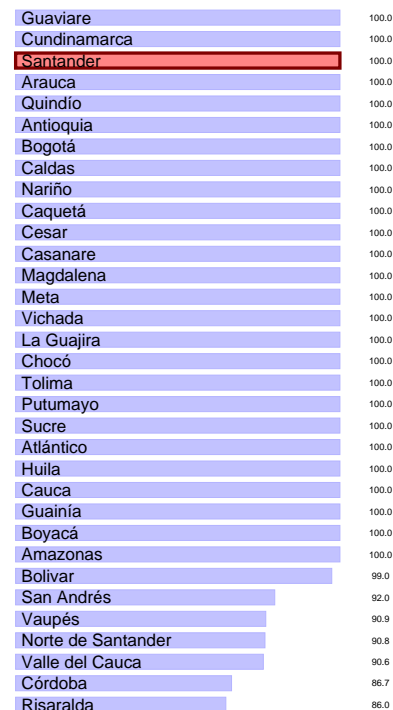 Guaviare 100.0
Cundinamarca 100.0
Santander 100.0
Arauca 100.0
Quindío 100.0
Antioquia 100.0
Bogotá 100.0
Caldas 100.0
Nariño 100.0
Caquetá 100.0
Cesar 100.0
Casanare 100.0
Magdalena 100.0
Meta 100.0
Vichada 100.0
La Guajira 100.0
Chocó 100.0
Tolima 100.0
Putumayo 100.0
Sucre 100.0
Atlántico 100.0
Huila 100.0
Cauca 100.0
Guainía 100.0
Boyacá 100.0
Amazonas 100.0
Bolivar 99.0
San Andrés 92.0
Vaupés 90.9
Norte de Santander 90.8
Valle del Cauca 90.6
Córdoba 86.7
Risaralda 86.0